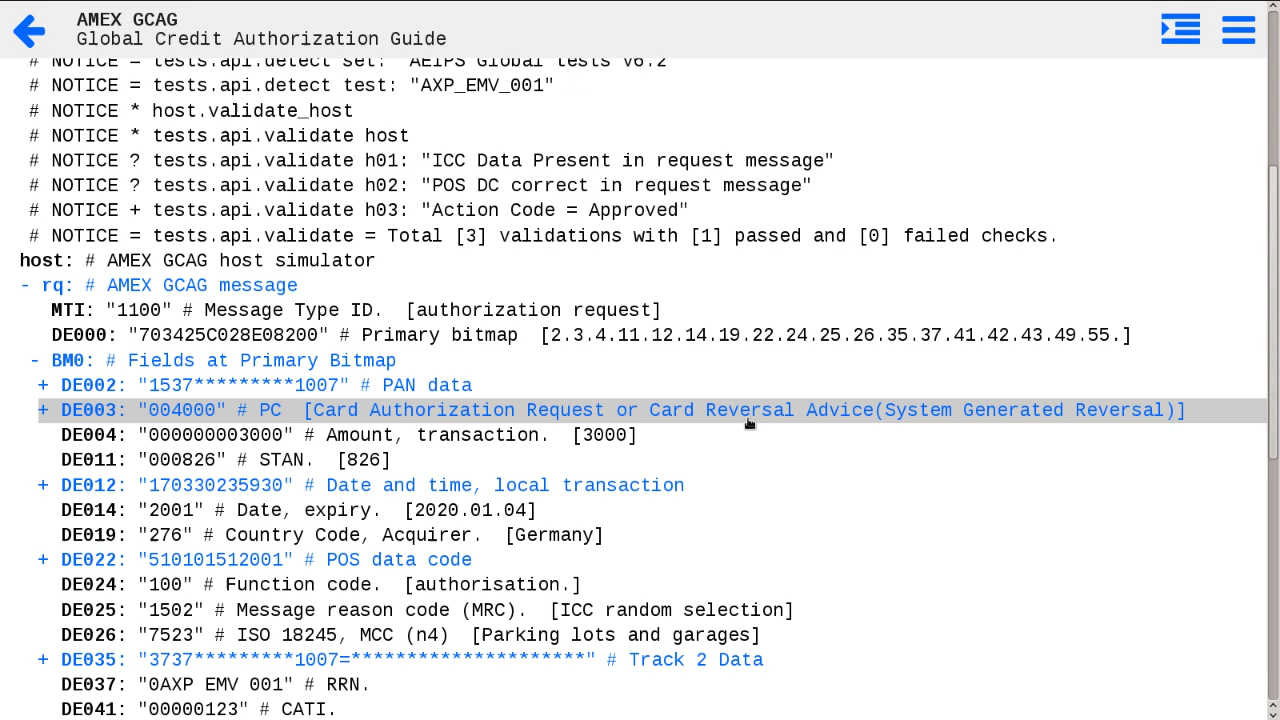 AMEX GCAG
Global Credit Authorization Guide
# NOTICE = tests.api.detect set: "AEIPS Global tests v6.2"
# NOTICE = tests.api.detect test: "AXP_EMV_001"
# NOTICE * host.validate_host
# NOTICE * tests.api.validate host
# NOTICE ? tests.api.validate h01: "ICC Data Present in request message"
# NOTICE ? tests.api.validate h02: "POS DC correct in request message"
# NOTICE + tests.api.validate h03: "Action Code = Approved"
# NOTICE = tests.api.validate = Total [3] validations with [1] passed and [0] failed checks.
host: # AMEX GCAG host simulator
- rq: # AMEX GCAG message
MTI: "1100" # Message Type ID. [authorization request]
DE000: "703425C028E08200" # Primary bitmap [2.3.4.11.12.14.19.22.24.25.26.35.37.41.42.43.49.55.]
- BM0: # Fields at Primary Bitmap
+ DE002: "1537*********1007" # PAN data
+ DE003: "004000" # PC [Card Authorization Request or Card Reversal Advice(System Generated Reversal)]
DE004: "000000003000" # Amount, transaction. [3000]
DE011: "000826" # STAN. [826]
+ DE012: "170330235930" # Date and time, local transaction
DE014: "2001" # Date, expiry. [2020.01.04]
DE019: "276" # Country Code, Acquirer. [Germany]
+ DE022: "510101512001" # POS data code
DE024: "100" # Function code. [authorisation.]
DE025: "1502" # Message reason code (MRC). [ICC random selection]
DE026: "7523" # ISO 18245, MCC (n4) [Parking lots and garages]
+ DE035: "3737*********1007=*********************" # Track 2 Data
DE037: "0AXP EMV 001" # RRN.
DE041: "00000123" # CATI.